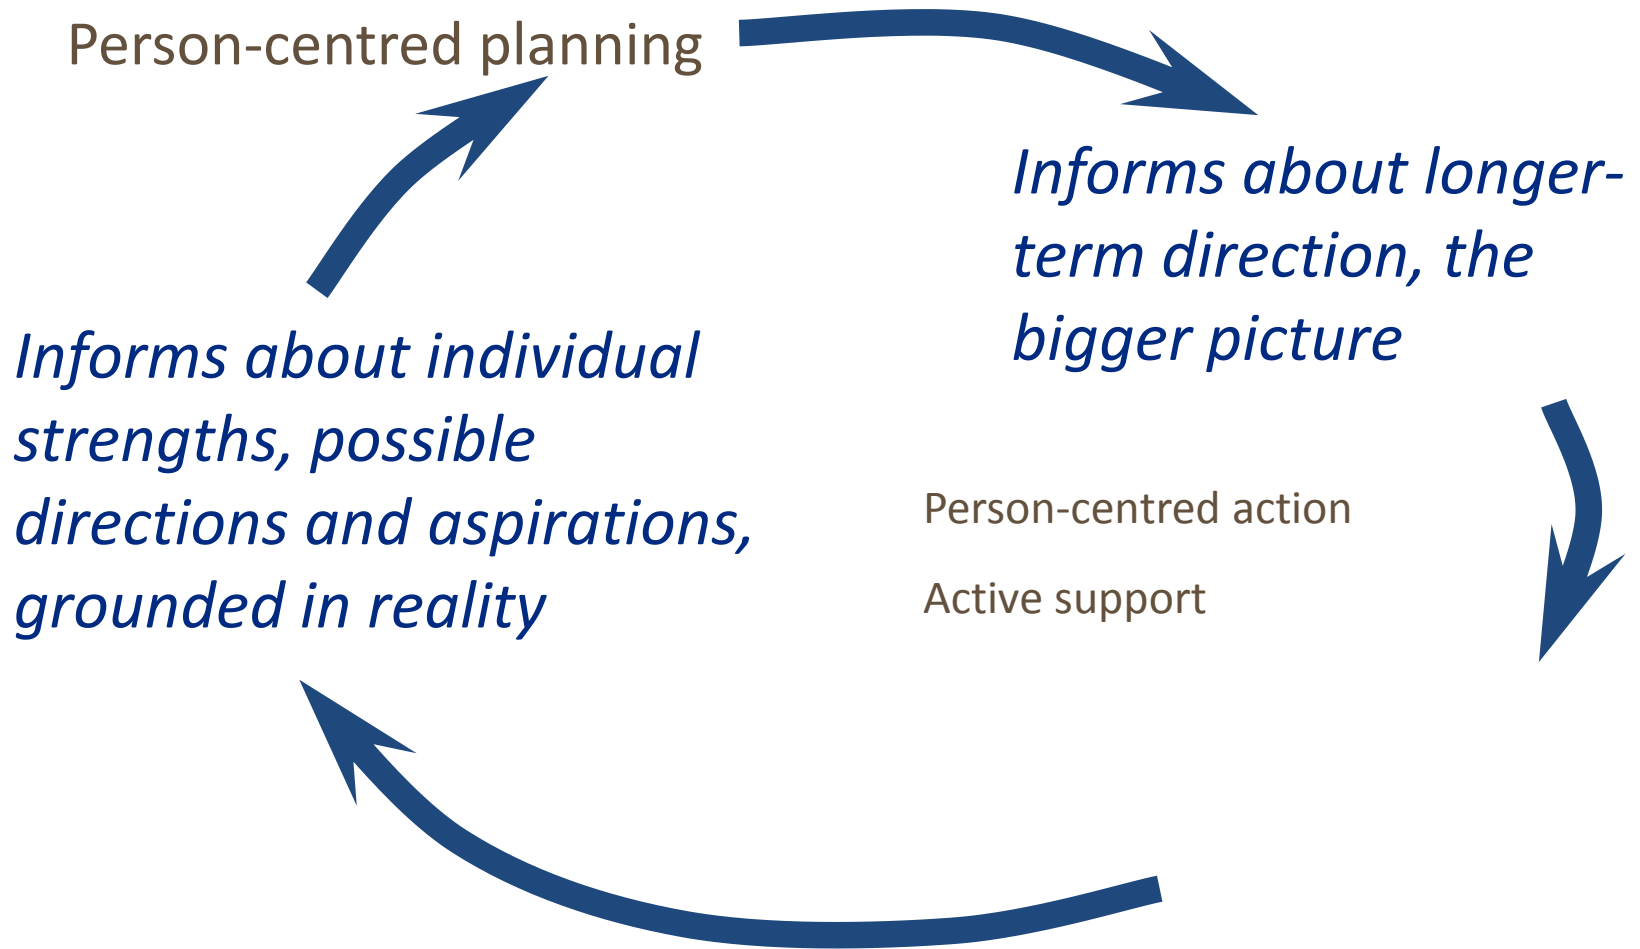 Person-centred planning
Informs about longer-
term direction, the
bigger picture
Informs about individual
strengths, possible
directions and aspirations,
grounded in reality
Person-centred action
Active support